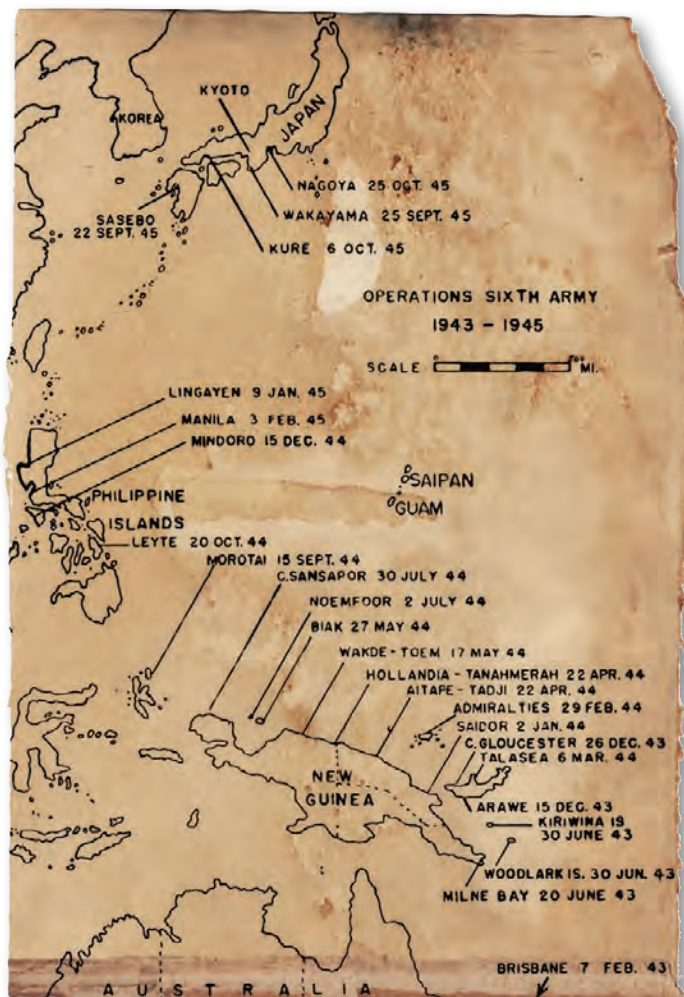 KYOTO
KOREA
JAPAN
NAGOYA 25 OCT. 45
SASEBO
22 SEPT. 45
WAKAYAMA 25 SEPT. 45
KURE 6 OCT. 45
OPERATIONS SIXTH ARMY
1943 - 1945
SCALE 0 MI.
LINGAYEN 9 JAN. 45
MANILA 3 FEB. 45
MINDORO 15 DEC. 44
SAIPAN
GUAM
PHILIPPINE
ISLANDS
LEYTE 20 OCT. 44
MOROTAI 15 SEPT. 44
C.SANSAPOR 30 JULY 44
NOEMFOOR 2 JULY 44
BIAK 27 MAY 44
WAKDE - TOEM 17 MAY 44
HOLLANDIA - TANAHMERAH 22 APR. 44
AITAPE - TADJI 22 APR. 44
ADMIRALTIES 29 FEB. 44
SAIDOR 2 JAN. 44
C.GLOUCESTER 26 DEC. 43
TALASEA 6 MAR. 44
NEW
GUINEA
ARAWE 15 DEC. 43
KIRIWINA IS
30 JUNE 43
WOODLARK IS. 30 JUN. 43
MILNE BAY 20 JUNE 43
BRISBANE 7 FEB. 43
AUSTRALIA